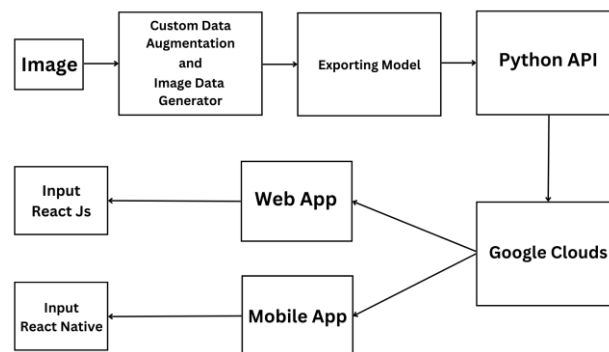 Image
Custom Data
Augmentation
and
Image Data
Generator
Exporting Model
Python API
Input
React Js
Web App
Google Clouds
Input
React Native
Mobile App